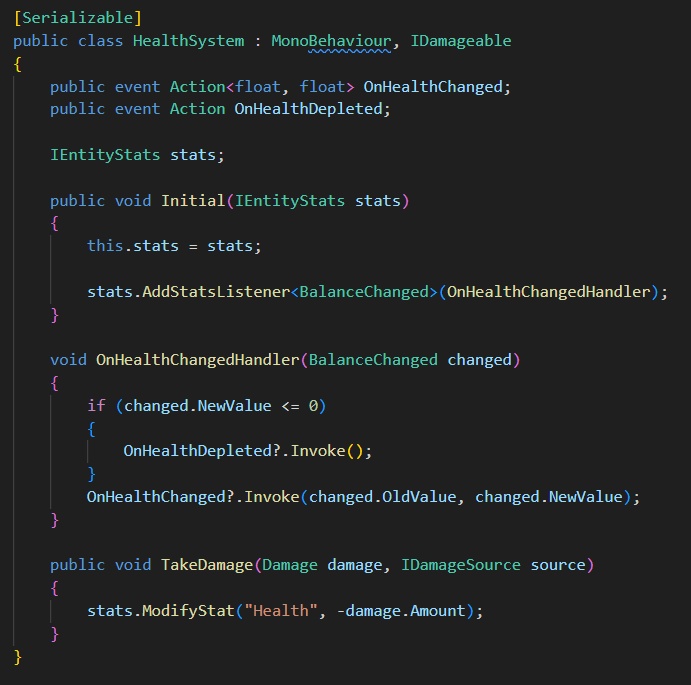 [Serializable]
public class HealthSystem : MonoBehaviour, IDamageable
{
    public event Action<float, float> OnHealthChanged;
    public event Action OnHealthDepleted;

    IEntityStats stats;

    public void Initial(IEntityStats stats)
    {
        this.stats = stats;

        stats.AddStatsListener<BalanceChanged>(OnHealthChangedHandler);
    }

    void OnHealthChangedHandler(BalanceChanged changed)
    {
        if (changed.NewValue <= 0)
        {
            OnHealthDepleted?.Invoke();
        }
        OnHealthChanged?.Invoke(changed.OldValue, changed.NewValue);
    }

    public void TakeDamage(Damage damage, IDamageSource source)
    {
        stats.ModifyStat("Health", -damage.Amount);
    }
}